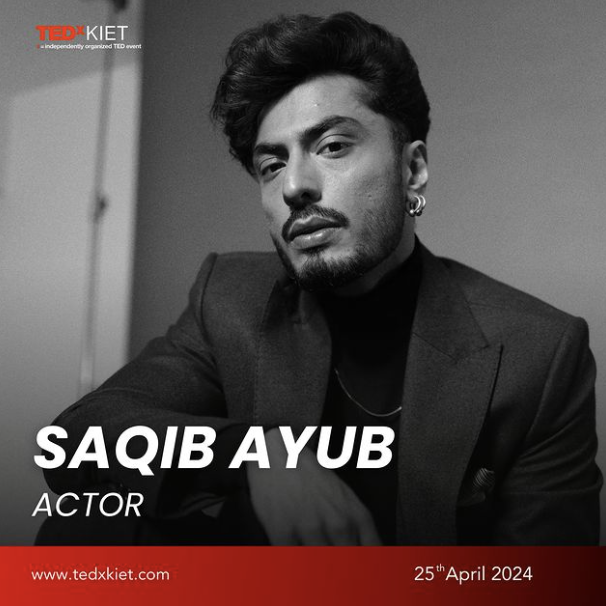 TEDxKIET
x = independently organized TED event
SAQIB AYUB
ACTOR
www.tedxkiet.com
25th April 2024